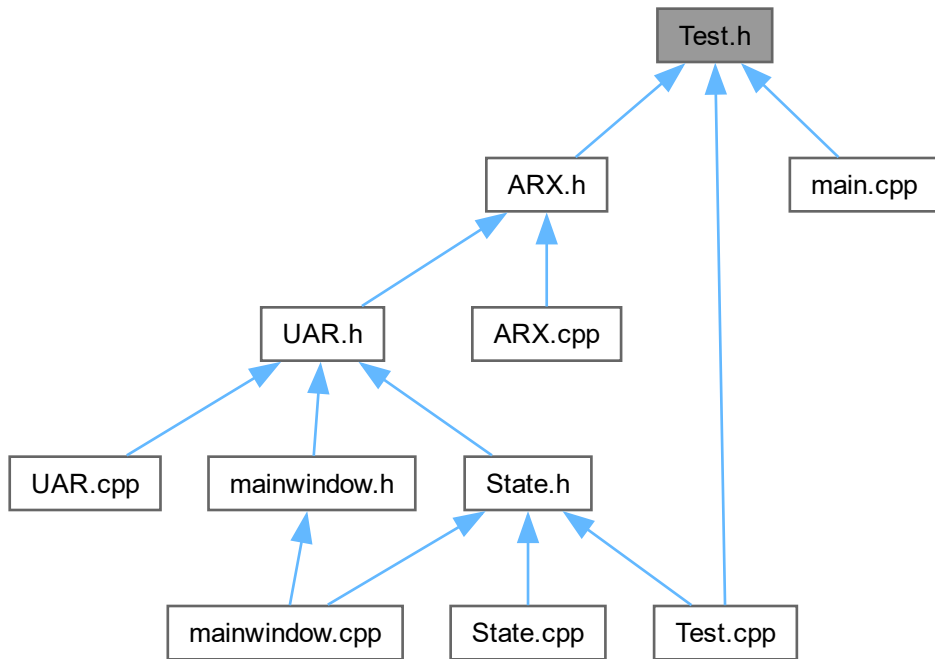 Test.h
ARX.h
main.cpp
UAR.h
ARX.cpp
UAR.cpp
mainwindow.h
State.h
mainwindow.cpp
State.cpp
Test.cpp